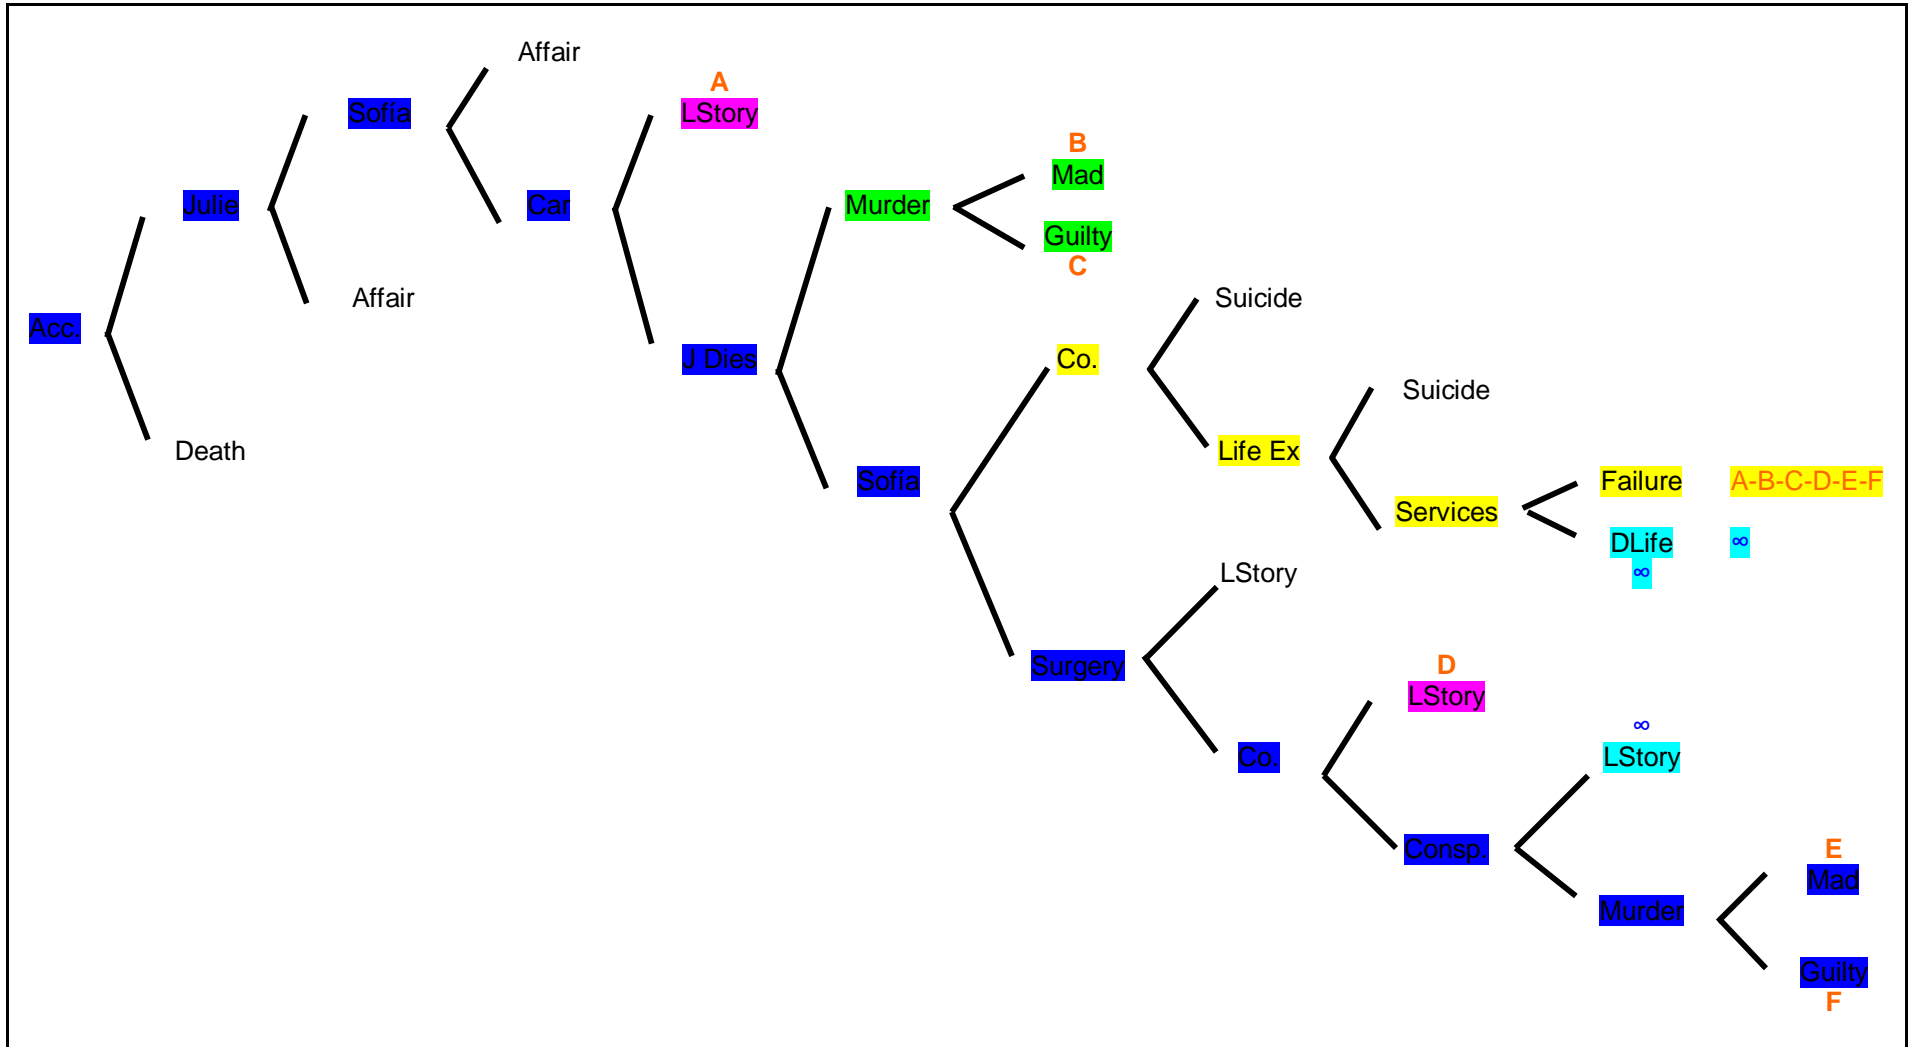 Affair
A
Sofía
LStory
B
Mad
Julie
Car
Murder
Guilty
C
Affair
Suicide
Acc.
J Dies
Co.
Suicide
Death
Life Ex
Sofía
Failure A-B-C-D-E-F
Services
DLife ∞
∞
LStory
Surgery
D
LStory
∞
Co.
LStory
Consp.
E
Mad
Murder
Guilty
F